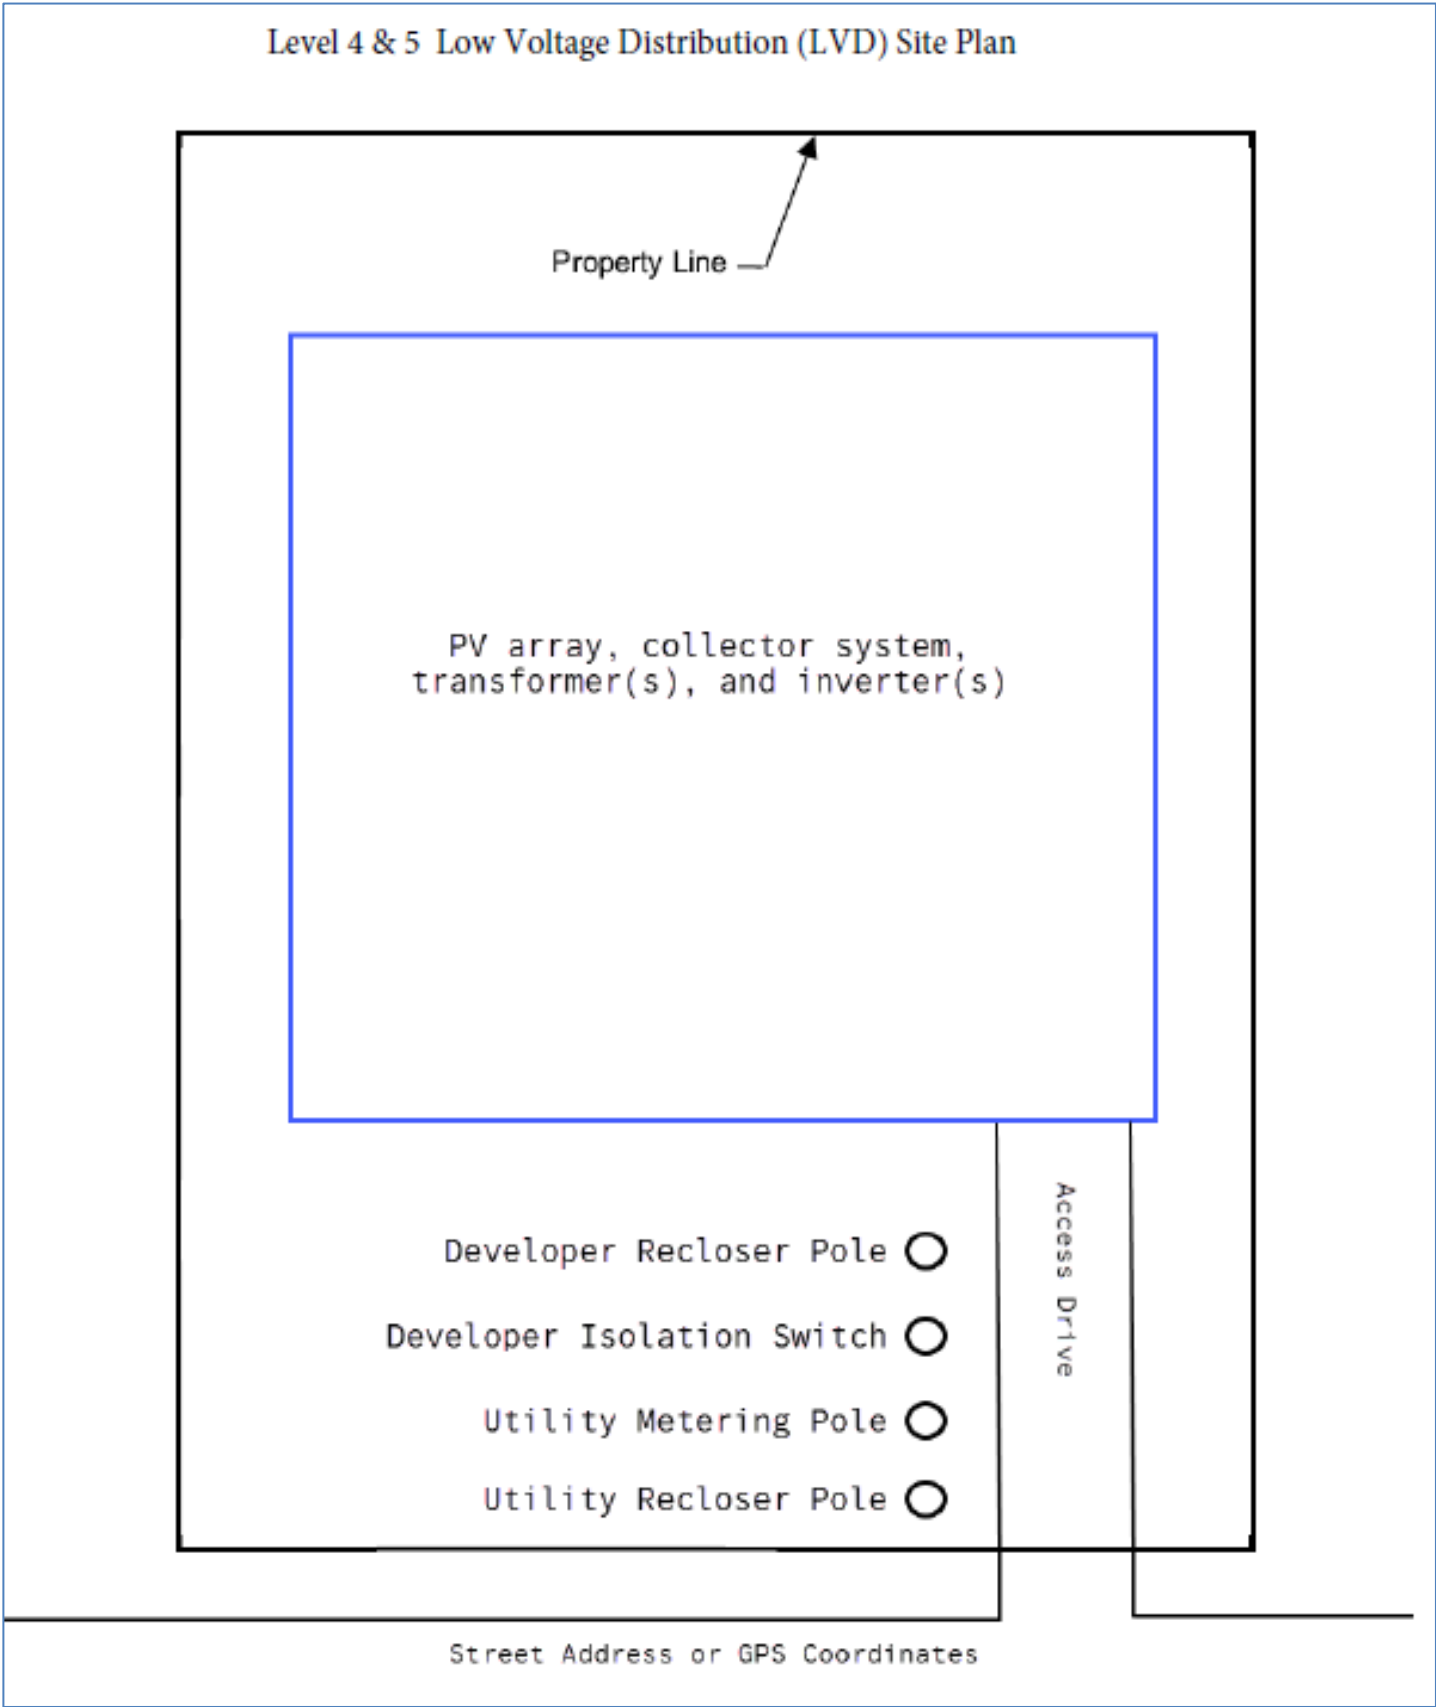 Level 4 & 5 Low Voltage Distribution (LVD) Site Plan
Property Line
PV array, collector system,
transformer(s), and inverter(s)
Access Drive
Developer Recloser Pole
Developer Isolation Switch
Utility Metering Pole
Utility Recloser Pole
Street Address or GPS Coordinates